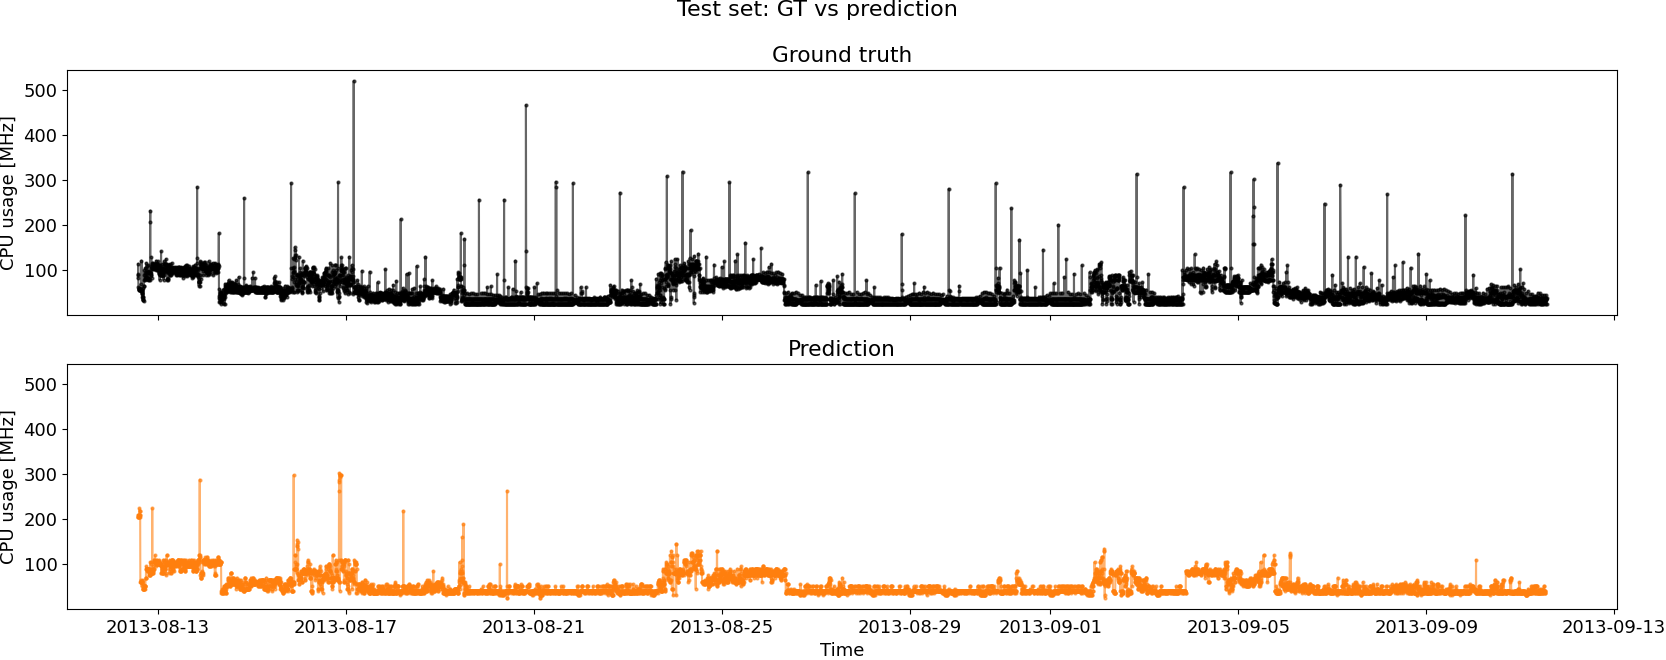 Test set: GT vs prediction
Ground truth
500
400
300
200
100
CPU usage [MHz]
Prediction
500
400
300
200
100
CPU usage [MHz]
2013-08-13 2013-08-17 2013-08-21 2013-08-25 2013-08-29 2013-09-01 2013-09-05 2013-09-09 2013-09-13
Time